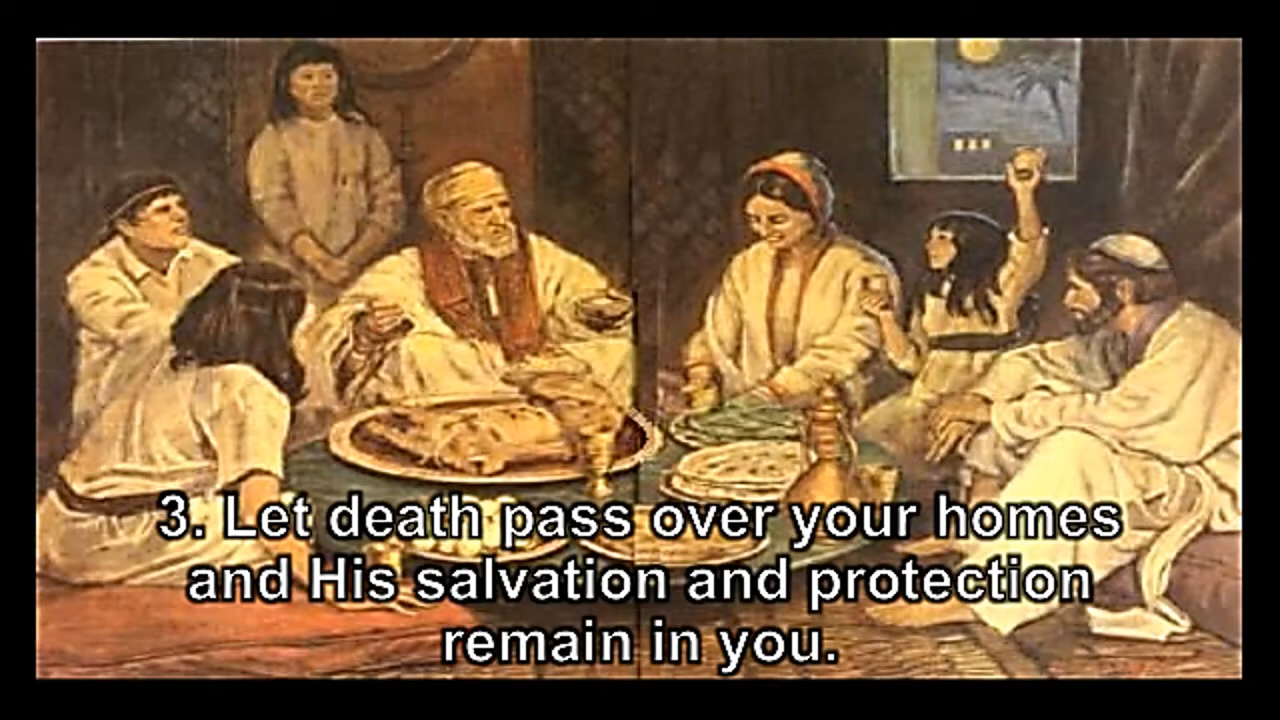 3. Let death pass over your homes
and His salvation and protection
remain in you.